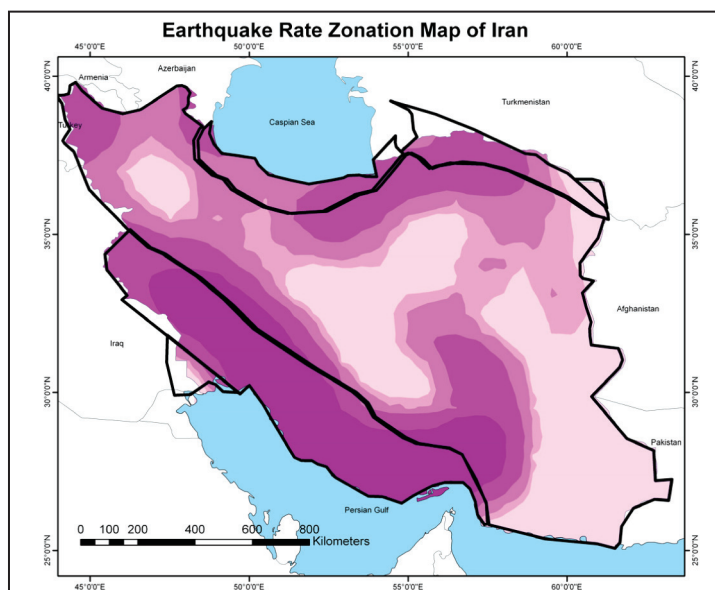 Earthquake Rate Zonation Map of Iran
45°0'0"E
50°0'0"E
55°0'0"E
60°0'0"E
40°0'0"N
40°0'0"N
Armenia
Azerbaijan
Turkey
Caspian Sea
Turkmenistan
35°0'0"N
35°0'0"N
Afghanistan
Iraq
30°0'0"N
30°0'0"N
Pakistan
Persian Gulf
0 100 200 400 600 800
Kilometers
25°0'0"N
25°0'0"N
45°0'0"E
50°0'0"E
55°0'0"E
60°0'0"E